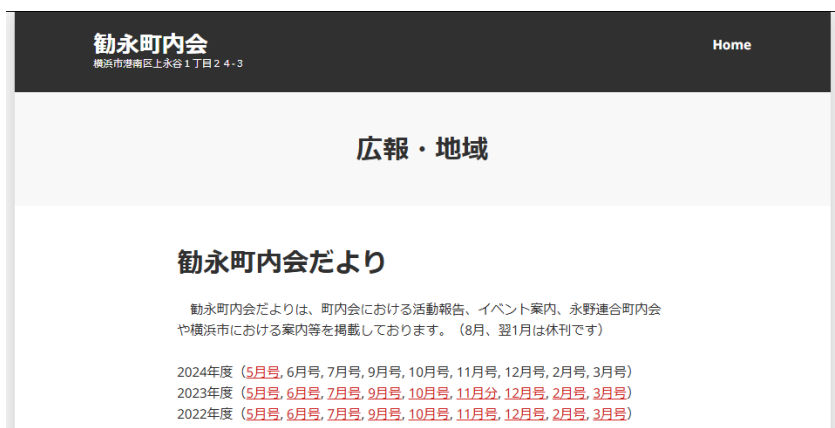 勧永町内会
Home
横浜市港南区上永谷１丁目２４-３
広報・地域
勧永町内会だより
勧永町内会だよりは、町内会における活動報告、イベント案内、永野連合町内会
や横浜市における案内等を掲載しております。（8月、翌1月は休刊です）
2024年度（5月号, 6月号, 7月号, 9月号, 10月号, 11月号, 12月号, 2月号, 3月号）
2023年度（5月号, 6月号, 7月号, 9月号, 10月号, 11月分, 12月号, 2月号, 3月号）
2022年度（5月号, 6月号, 7月号, 9月号, 10月号, 11月号, 12月号, 2月号, 3月号）